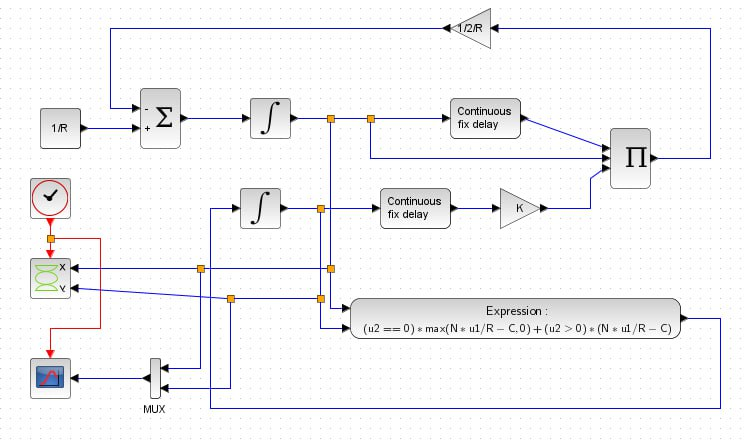 1/2/R
-
+
Σ
1/R
∫
Continuous
fix delay
Π
∫
Continuous
fix delay
K
X
Y
Expression :
(u2 == 0) * max(N * u1/R − C, 0) + (u2 > 0) * (N * u1/R − C)
MUX